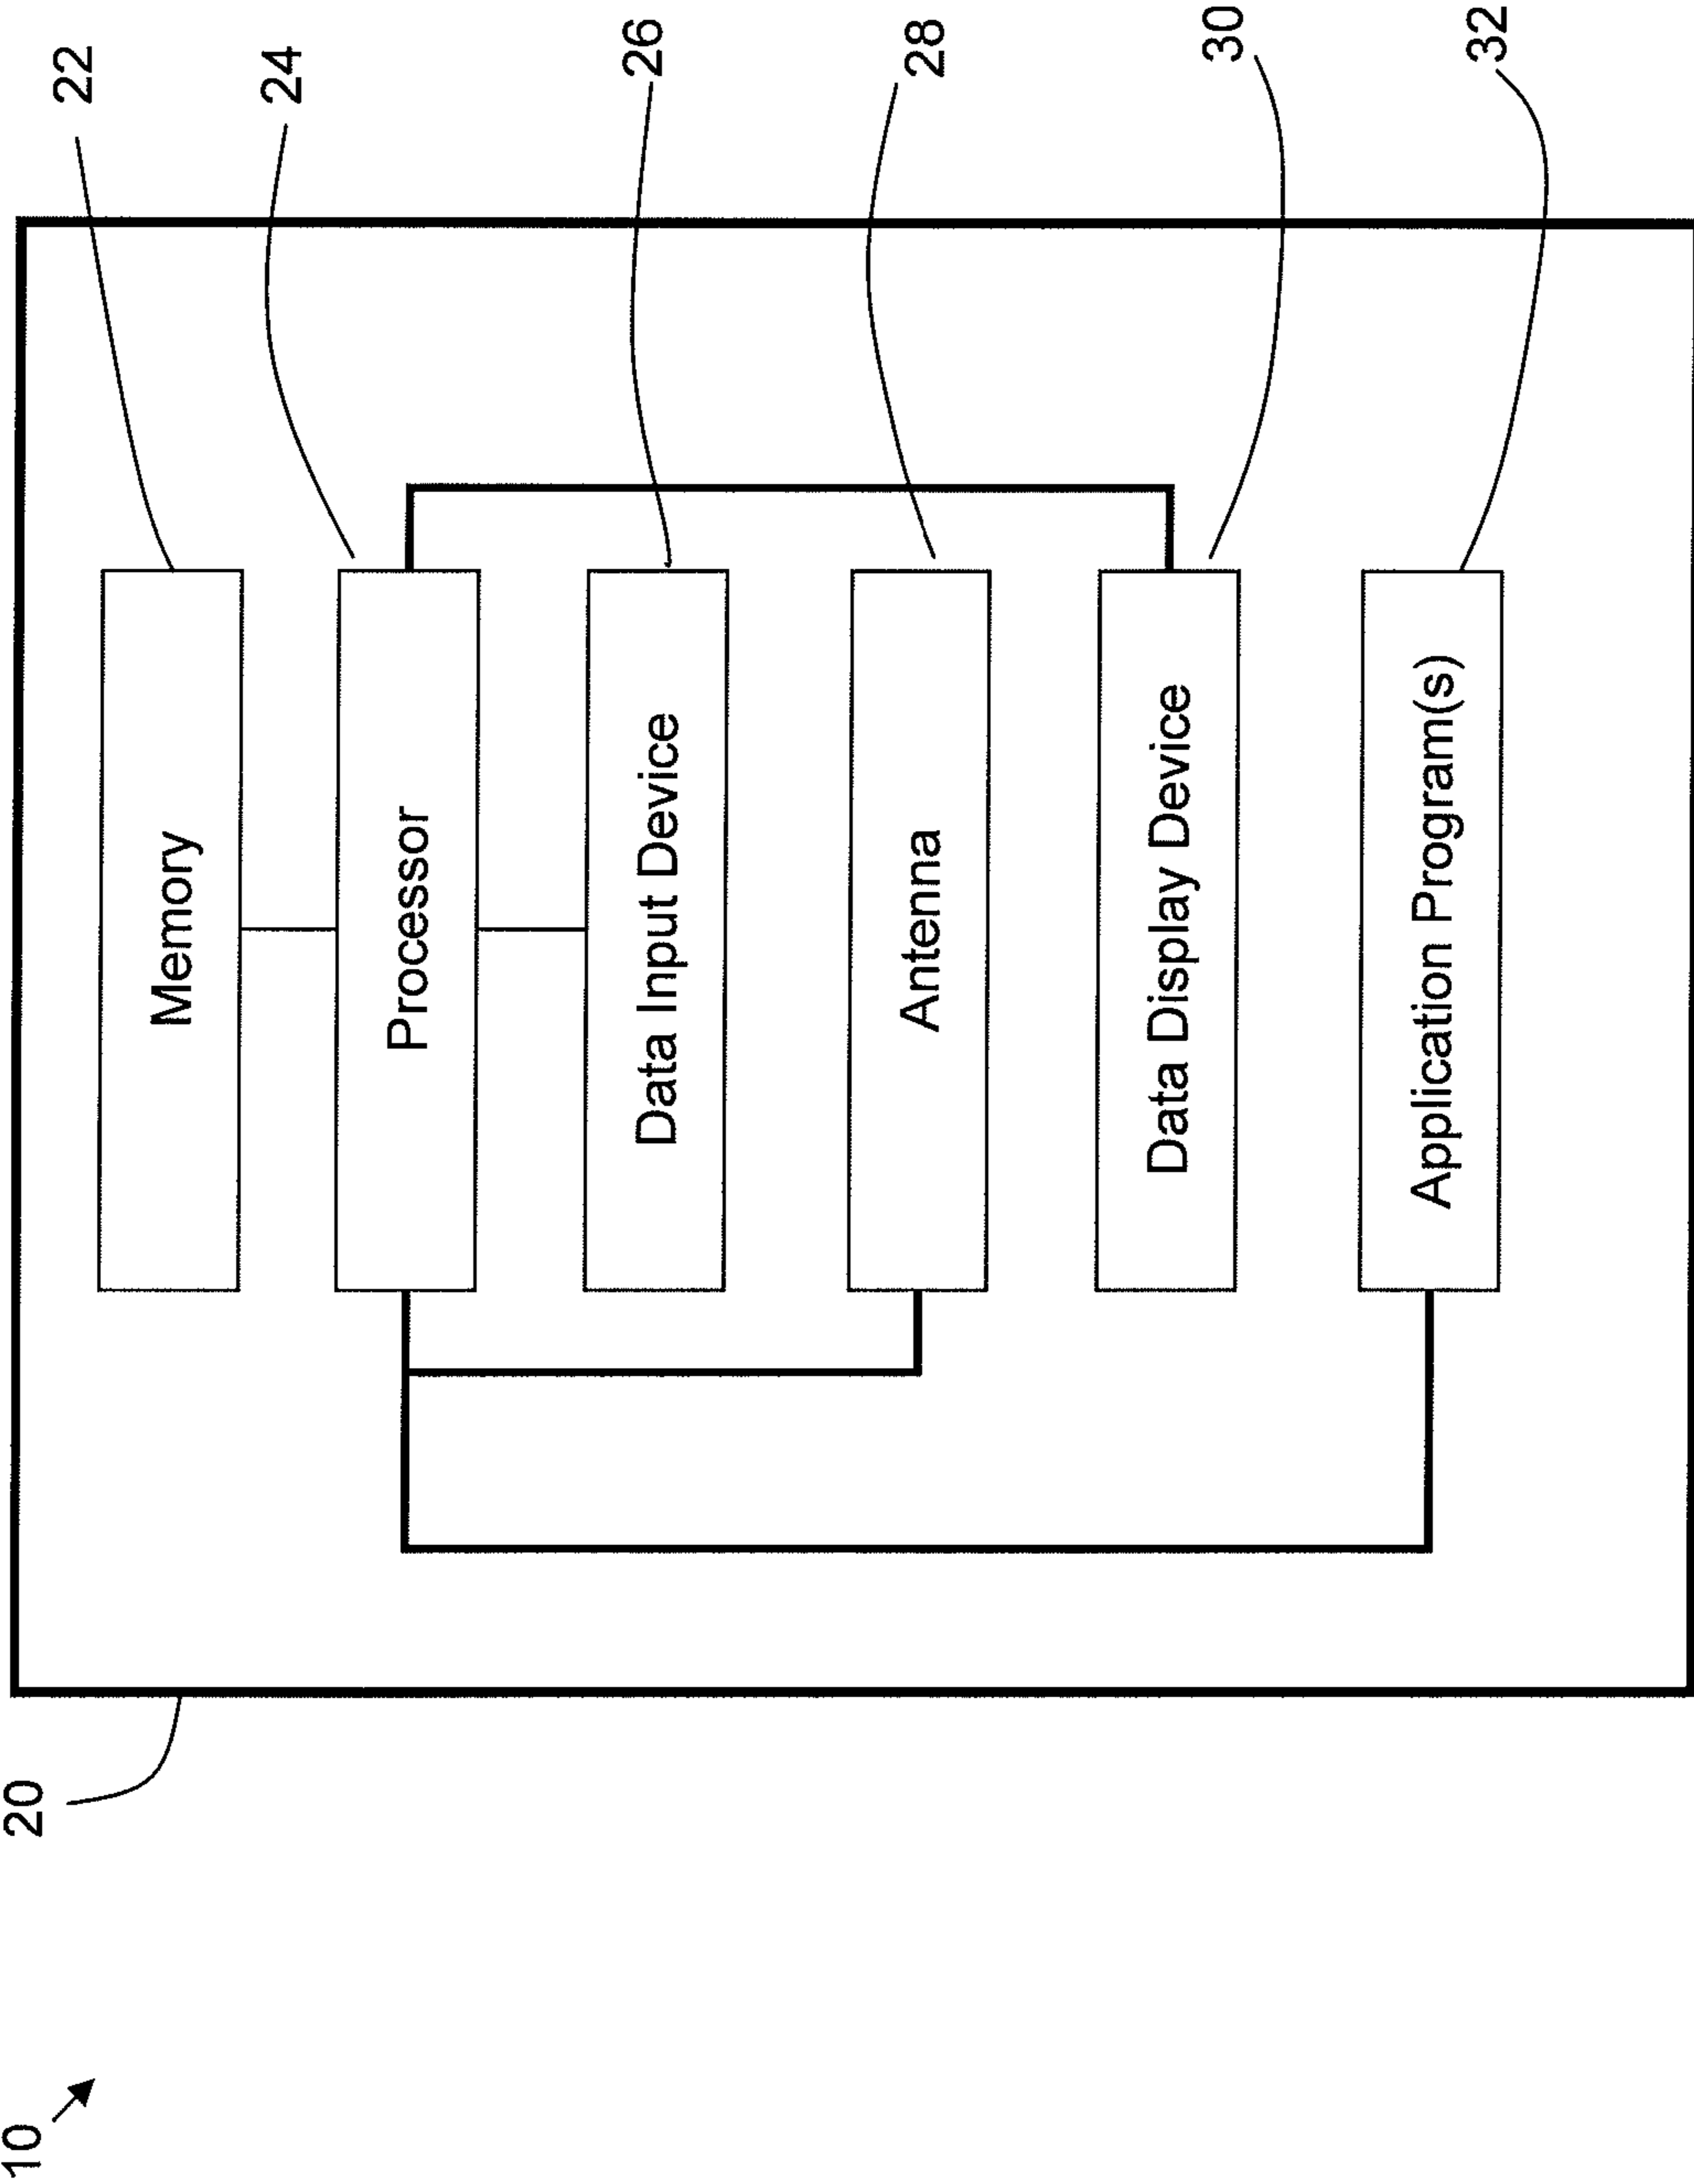 10
20
Memory
22
Processor
24
Data Input Device
26
Antenna
28
Data Display Device
30
Application Program(s)
32